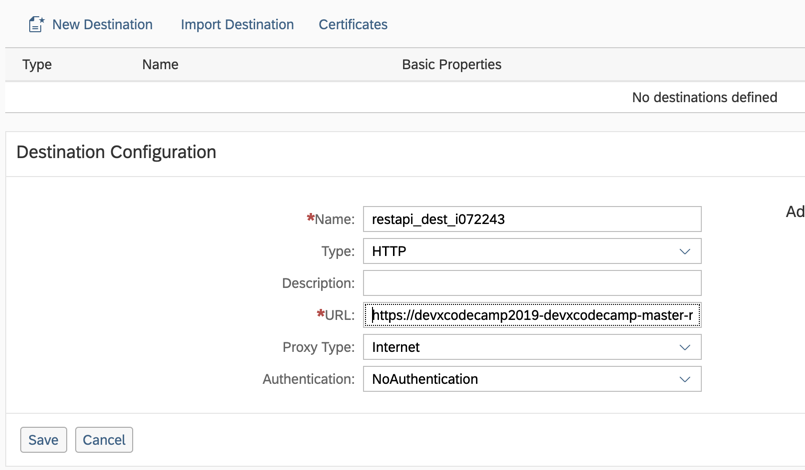 New Destination Import Destination Certificates
Type Name Basic Properties
No destinations defined
Destination Configuration
*Name: restapi_dest_i072243 Ad
Type: HTTP
Description:
*URL: https://devxcodecamp2019-devxcodecamp-master-r
Proxy Type: Internet
Authentication: NoAuthentication
Save Cancel